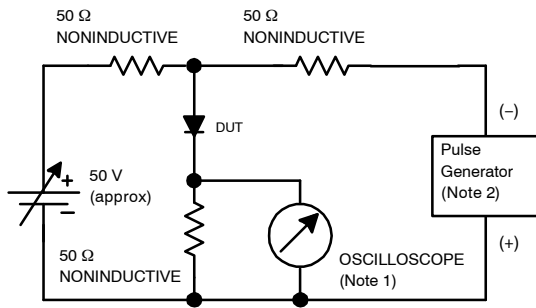 50 Ω
NONINDUCTIVE
50 Ω
NONINDUCTIVE
DUT
+
50 V
(approx)
−
50 Ω
NONINDUCTIVE
OSCILLOSCOPE
(Note 1)
(−)
Pulse
Generator
(Note 2)
(+)